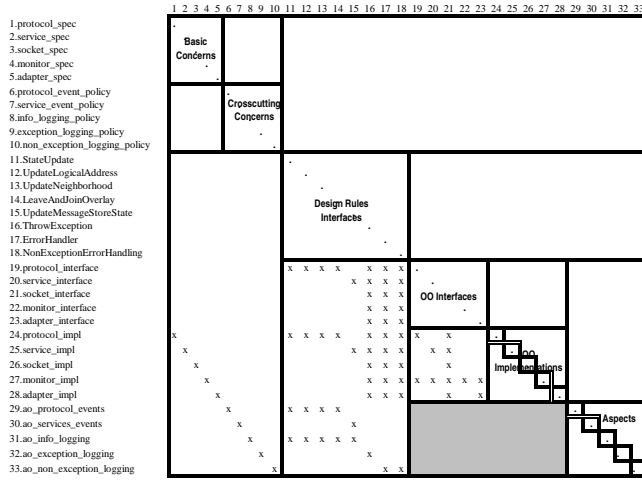 1 2 3 4 5 6 7 8 9 10 11 12 13 14 15 16 17 18 19 20 21 22 23 24 25 26 27 28 29 30 31 32 33
1.protocol_spec .
2.service_spec
Basic
3.socket_spec
Concerns
4.monitor_spec .
5.adapter_spec .
6.protocol_event_policy .
7.service_event_policy
Crosscutting
8.info_logging_policy
Concerns
9.exception_logging_policy .
10.non_exception_logging_policy .
11.StateUpdate .
12.UpdateLogicalAddress .
13.UpdateNeighborhood .
14.LeaveAndJoinOverlay
Design Rules
15.UpdateMessageStoreState
Interfaces
16.ThrowException .
17.ErrorHandler .
18.NonExceptionErrorHandling .
19.protocol_interface x x x x x x x .
20.service_interface x x x x .
21.socket_interface x x x
OO Interfaces
22.monitor_interface x x x .
23.adapter_interface x x x .
24.protocol_impl x x x x x x x x x x .
25.service_impl x x x x x x x .
OO
26.socket_impl x x x x x
Implementations
27.monitor_impl x x x x x x x x x .
28.adapter_impl x x x x x x .
29.ao_protocol_events x x x x x .
30.ao_services_events x x .
Aspects
31.ao_info_logging x x x x x x .
32.ao_exception_logging x x .
33.ao_non_exception_logging x x x .